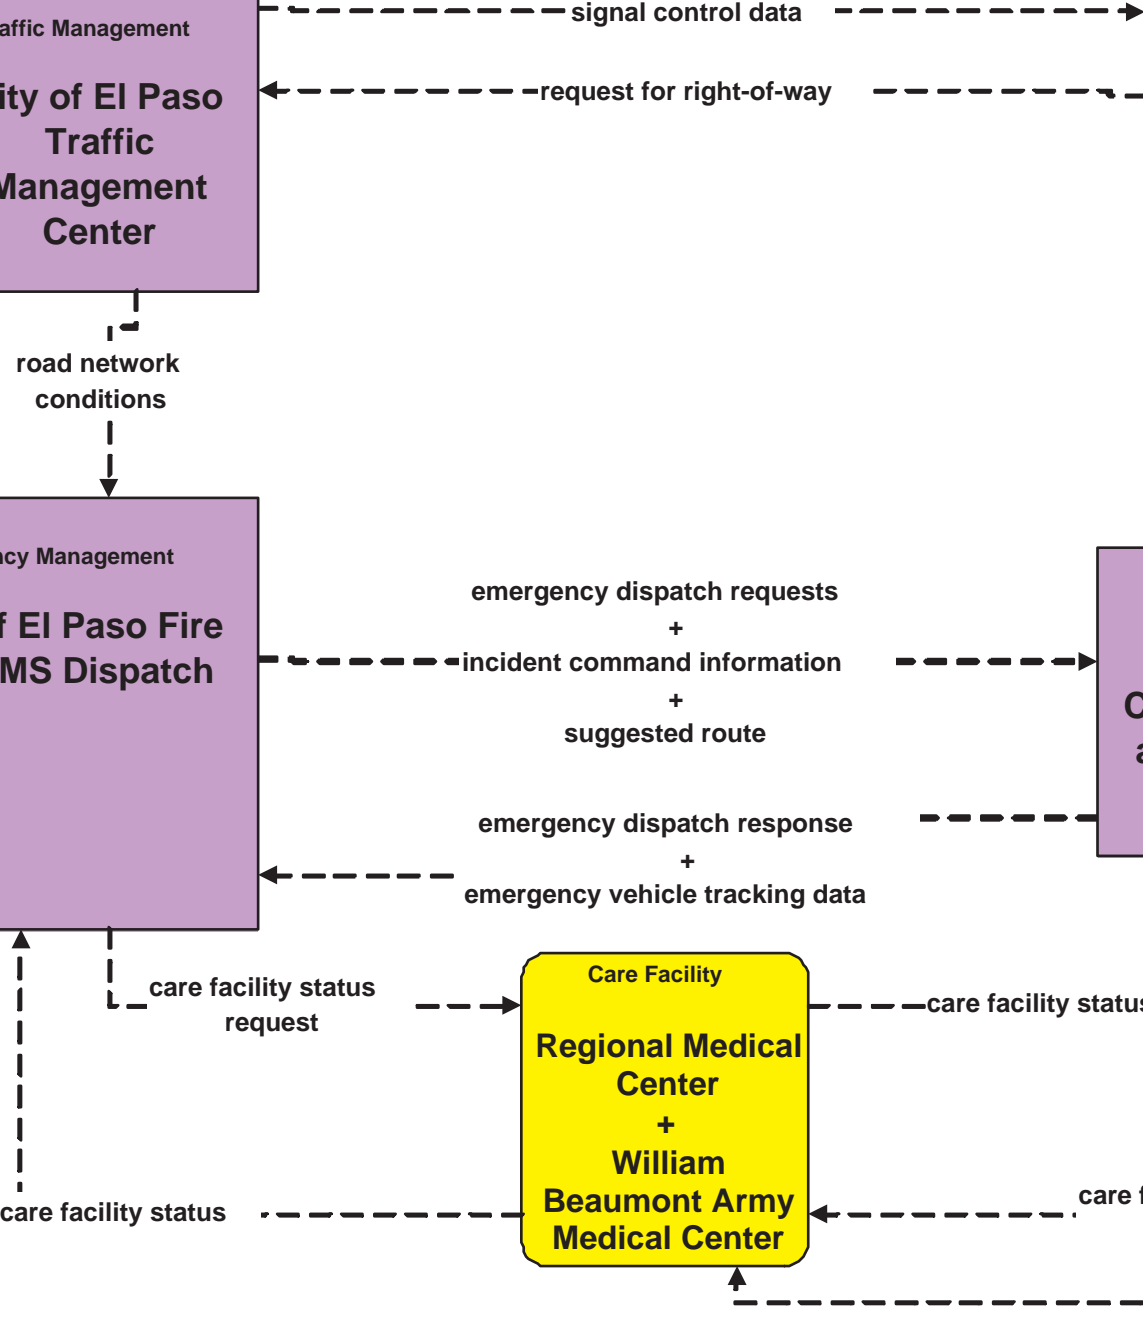 signal control data
affic Management
request for right-of-way
ity of El Paso
Traffic
Management
Center
road network
conditions
ncy Management
f El Paso Fire
MS Dispatch
emergency dispatch requests
+
incident command information
+
suggested route
C
a
emergency dispatch response
+
emergency vehicle tracking data
care facility status
request
Care Facility
Regional Medical
Center
+
William
Beaumont Army
Medical Center
care facility status
care f
care facility status